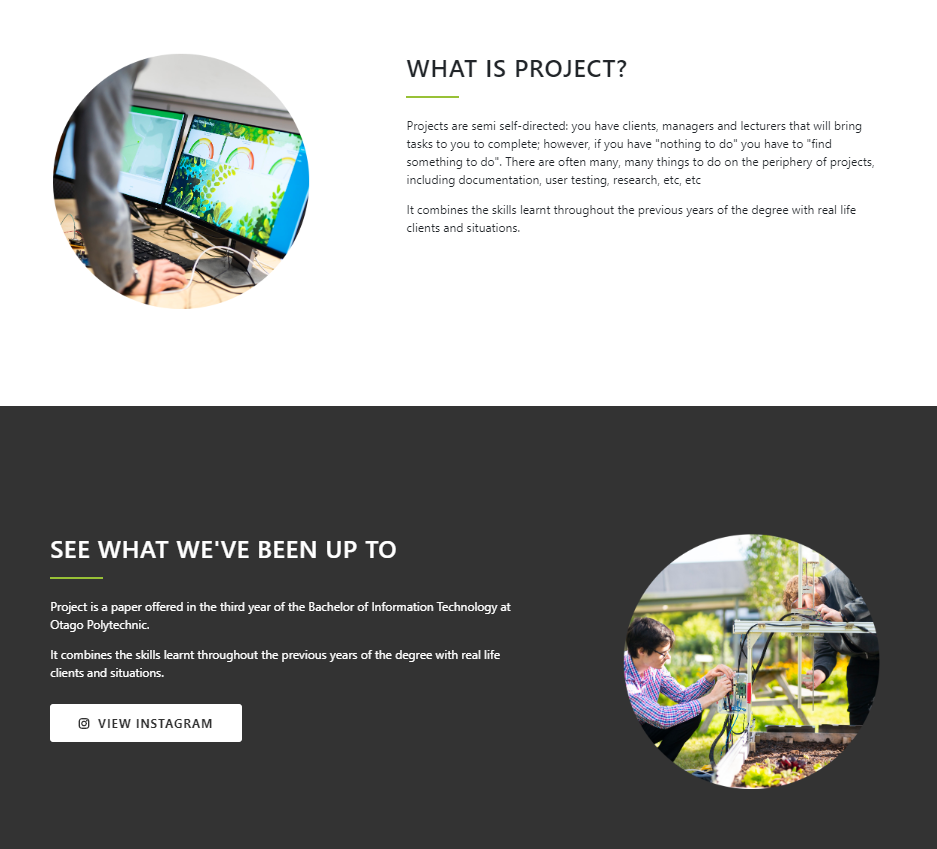 WHAT IS PROJECT?
Projects are semi self-directed: you have clients, managers and lecturers that will bring
tasks to you to complete; however, if you have "nothing to do" you have to "find
something to do". There are often many, many things to do on the periphery of projects,
including documentation, user testing, research, etc, etc
It combines the skills learnt throughout the previous years of the degree with real life
clients and situations.
SEE WHAT WE'VE BEEN UP TO
Project is a paper offered in the third year of the Bachelor of Information Technology at
Otago Polytechnic.
It combines the skills learnt throughout the previous years of the degree with real life
clients and situations.
VIEW INSTAGRAM